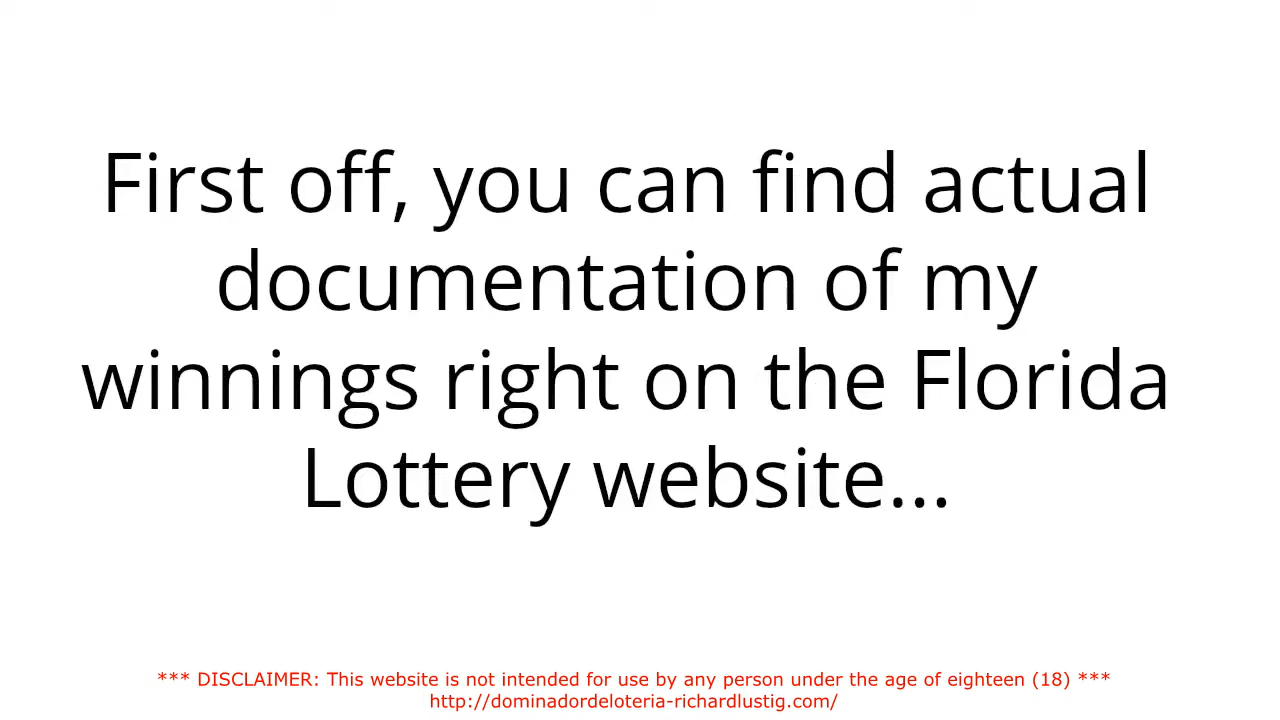 First off, you can find actual
documentation of my
winnings right on the Florida
Lottery website...
*** DISCLAIMER: This website is not intended for use by any person under the age of eighteen (18) ***
http://dominadordeloteria-richardlustig.com/